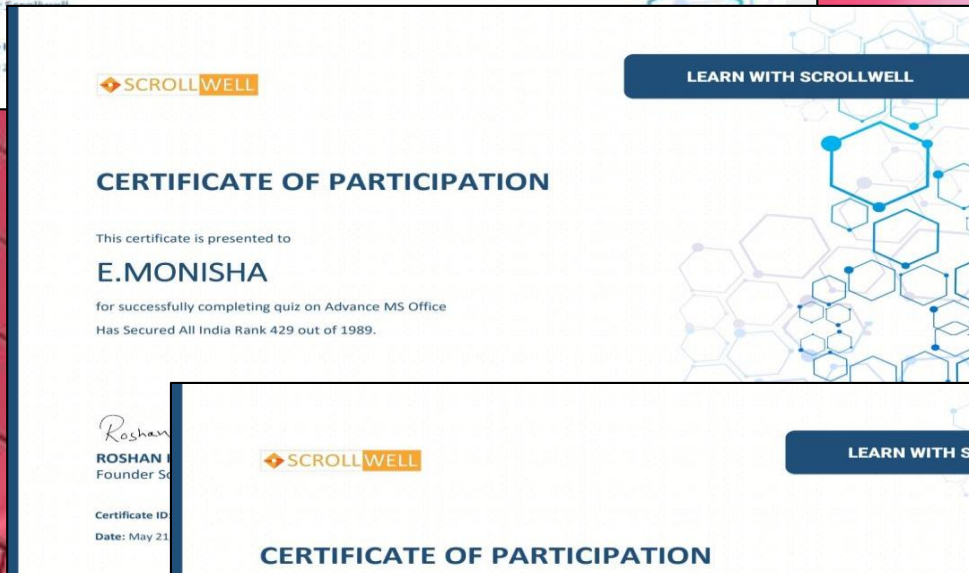 SCROLLWELL
LEARN WITH SCROLLWELL
CERTIFICATE OF PARTICIPATION
This certificate is presented to
E.MONISHA
for successfully completing quiz on Advance MS Office
Has Secured All India Rank 429 out of 1989.
Roshan
ROSHAN
Founder
Certificate ID:
Date: May 21
SCROLLWELL
LEARN WITH S
CERTIFICATE OF PARTICIPATION